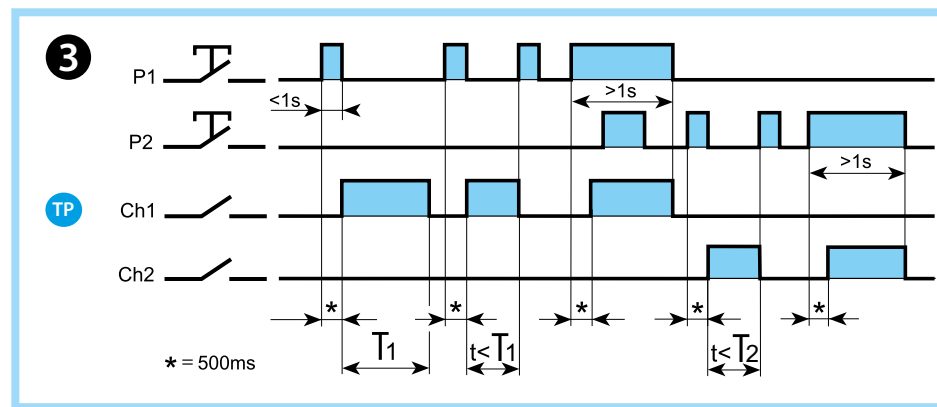 3
P1
<1s
>1s
P2
>1s
TP
Ch1
Ch2
* * * * *
T1 t<T1 t<T2
* = 500ms